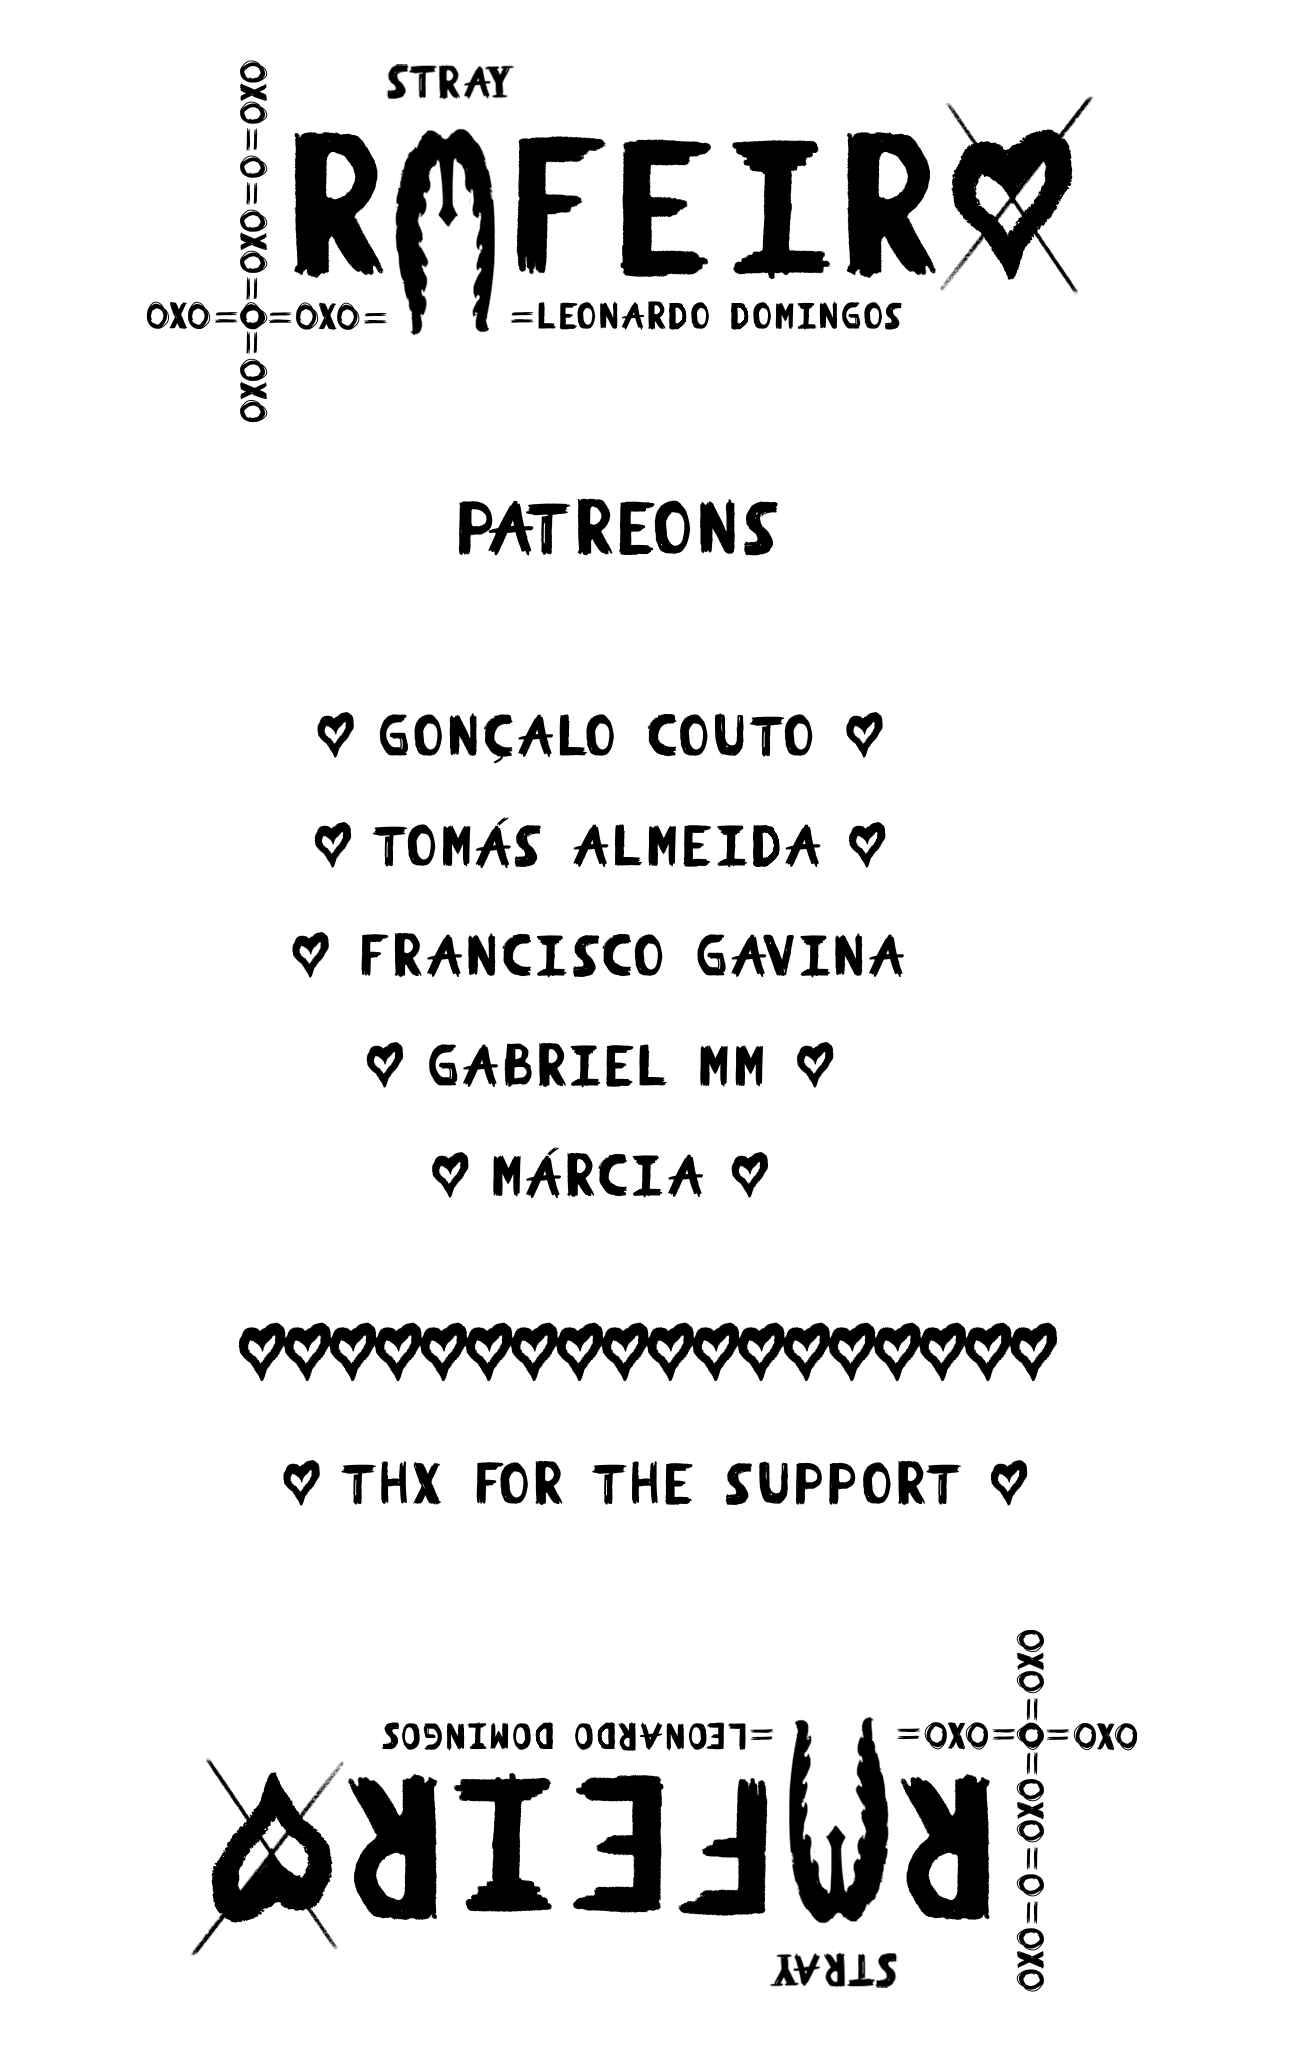 STRAY
RAFEIRO
OXO=O=OXO=O=OXO
OXO=O=OXO= =LEONARDO DOMINGOS
PATREONS
♥ GONÇALO COUTO ♥
♥ TOMÁS ALMEIDA ♥
♥ FRANCISCO GAVINA
♥ GABRIEL MM ♥
♥ MÁRCIA ♥
♥♥♥♥♥♥♥♥♥♥♥♥♥♥♥♥♥♥
♥ THX FOR THE SUPPORT ♥
OXO=O=OXO=O=OXO
OXO=O=OXO= =LEONARDO DOMINGOS
RAFEIRO
STRAY